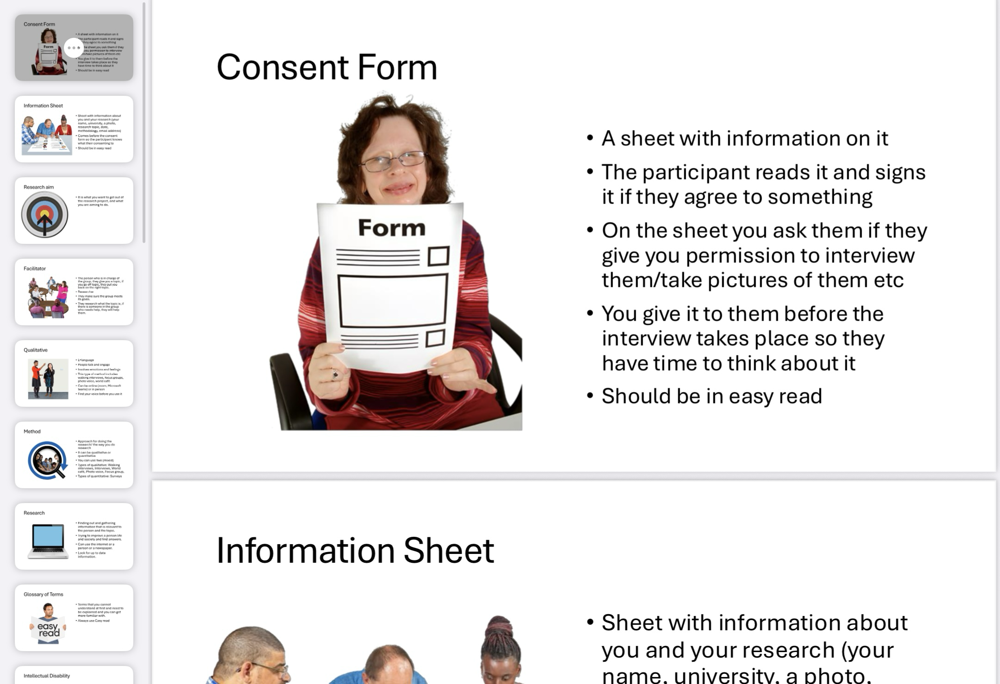 Consent Form
• A sheet with information on it
• The participant reads it and signs
it if they agree to something
he sheet you ask them if they
you permission to interview
m/take pictures of them etc
• You give it to them before the
interview takes place so they
have time to think about it
• Should be in easy read
Form
Information Sheet
• Sheet with information about
you and your research (your
name, university, a photo,
research topic, date,
methodology, email address)
• Comes before the consent
form so the participant knows
what their consenting to
• Should be in easy read
Research aim
• It is what you want to get out of
the research project, and what
you are aiming to do.
Facilitator
• The person who is in charge of
the group, they give you a topic, if
you go off topic, they put you
back on the right topic.
• Researcher
• They make sure the group meets
its goals.
• They research what the topic is, if
there is someone in the group
who needs help, they will help
them.
Qualitative
• L=language
• People talk and engage
• Involves emotions and feelings
• This type of method includes
walking interviews, focus groups,
photo voice, world café
• Can be online (zoom, Microsoft
teams) or in person
• Find your voice before you use it
Method
• Approach for doing the
research/ the way you do
research
• It can be qualitative or
quantitative
• You can use two (mixed)
• Types of qualitative: Walking
interviews, Interviews, World
café, Photo voice, Focus group,
• Types of quantitative: Surveys
Research
• Finding out and gathering
information that is relevant to
the person and the topic.
• Trying to improve a person life
and society and find answers.
• Can use the internet or a
person or a newspaper.
• Look for up to date
information.
Glossary of Terms
• Terms that you cannot
understand at first and need to
be explained and you can get
more familiar with.
• Always use Easy read
easy
read
Intellectual Disability
Consent Form
Form
• A sheet with information on it
• The participant reads it and signs
it if they agree to something
• On the sheet you ask them if they
give you permission to interview
them/take pictures of them etc
• You give it to them before the
interview takes place so they
have time to think about it
• Should be in easy read
Information Sheet
• Sheet with information about
you and your research (your
name, university, a photo,